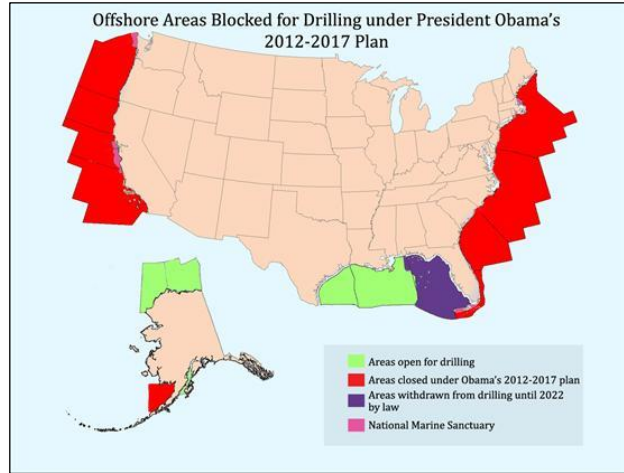 Offshore Areas Blocked for Drilling under President Obama's
2012-2017 Plan
Areas open for drilling
Areas closed under Obama's 2012-2017 plan
Areas withdrawn from drilling until 2022
by law
National Marine Sanctuary